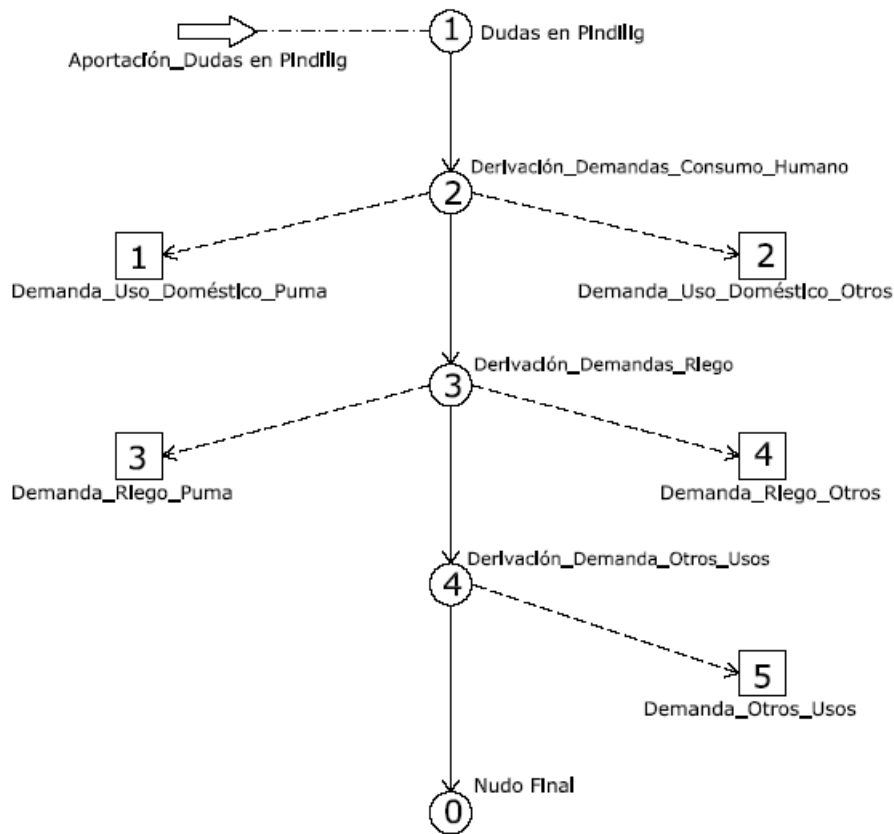 1
Dudas en Pindilig
Aportación_Dudas en Pindilig
Derivación_Demandas_Consumo_Humano
2
1
2
Demanda_Uso_Doméstico_Puma
Demanda_Uso_Doméstico_Otros
Derivación_Demandas_Riego
3
3
4
Demanda_Riego_Puma
Demanda_Riego_Otros
Derivación_Demanda_Otros_Usos
4
5
Demanda_Otros_Usos
Nudo Final
0